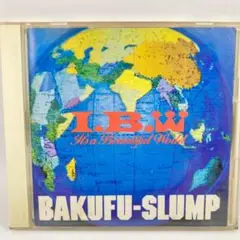 I.B.W
It's a Beautiful World
BAKUFU-SLUMP